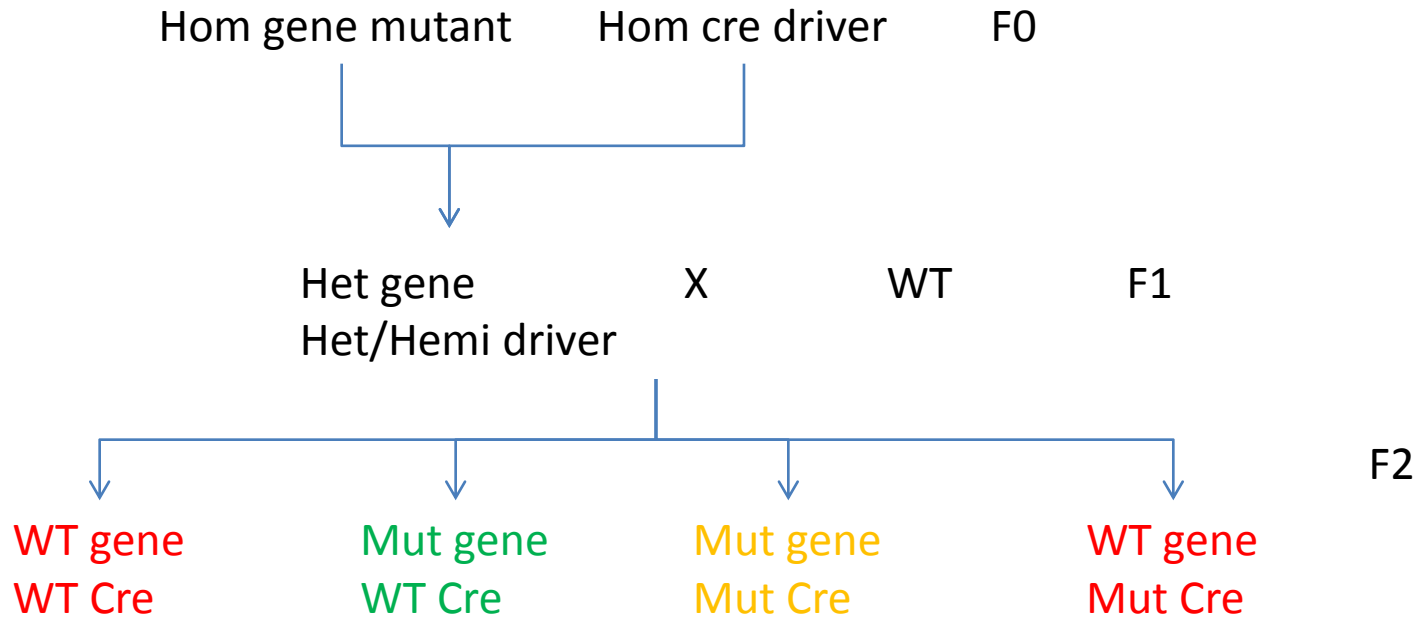 Hom gene mutant Hom cre driver F0
Het gene X WT F1
Het/Hemi driver
F2
WT gene Mut gene Mut gene WT gene
WT Cre WT Cre Mut Cre Mut Cre